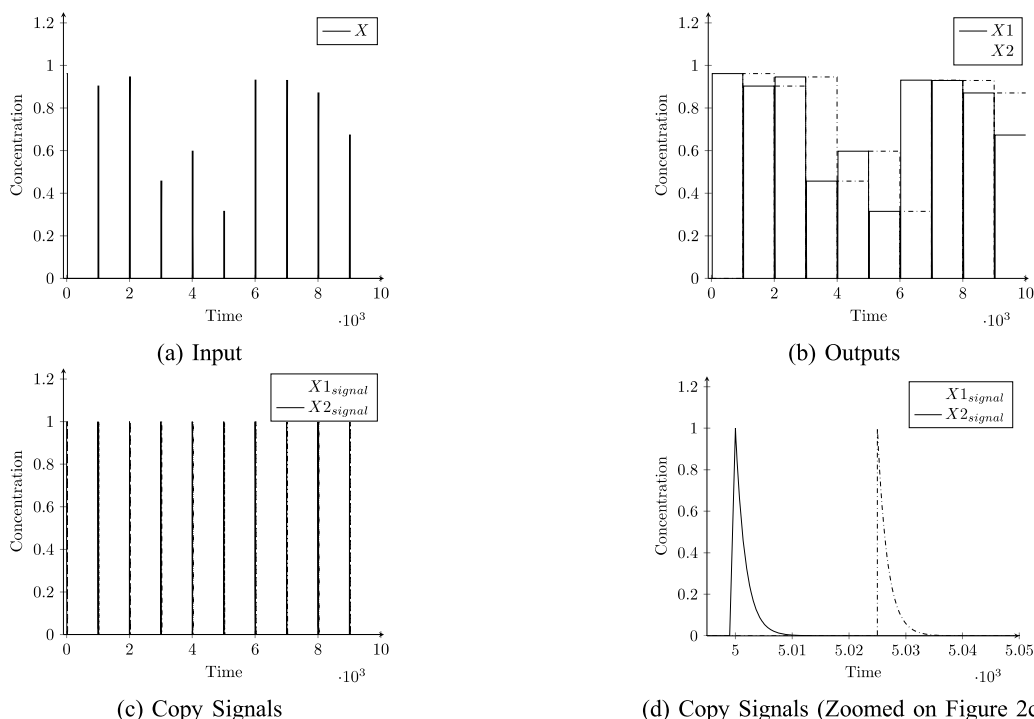 1.2
1
0.8
0.6
0.4
0.2
0
Concentration
X
0 2 4 6 8 10
Time
·10³
(a) Input
1.2
1
0.8
0.6
0.4
0.2
0
Concentration
X1
X2
0 2 4 6 8 10
Time
·10³
(b) Outputs
1.2
1
0.8
0.6
0.4
0.2
0
Concentration
X1signal
X2signal
0 2 4 6 8 10
Time
·10³
(c) Copy Signals
1.2
1
0.8
0.6
0.4
0.2
0
Concentration
X1signal
X2signal
5 5.01 5.02 5.03 5.04 5.05
Time
·10³
(d) Copy Signals (Zoomed on Figure 2c